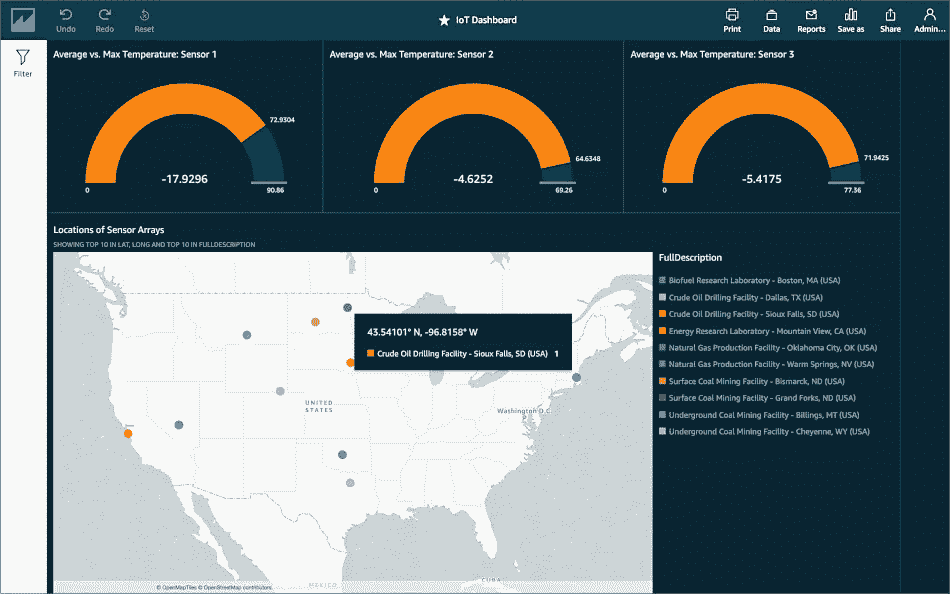 Undo
Redo
Reset
IoT Dashboard
Print
Data
Reports
Save as
Share
Admin...
Filter
Average vs. Max Temperature: Sensor 1
72.9304
-17.9296
0
90.86
Average vs. Max Temperature: Sensor 2
64.6348
-4.6252
0
69.26
Average vs. Max Temperature: Sensor 3
71.9425
-5.4175
0
77.36
Locations of Sensor Arrays
SHOWING TOP 10 IN LAT, LONG AND TOP 10 IN FULLDESCRIPTION
43.54101° N, -96.8158° W
Crude Oil Drilling Facility - Sioux Falls, SD (USA) 1
UNITED
STATES
Washington D.C.
MEXICO
CUBA
© OpenMapTiles © OpenStreetMap contributors
FullDescription
Biofuel Research Laboratory - Boston, MA (USA)
Crude Oil Drilling Facility - Dallas, TX (USA)
Crude Oil Drilling Facility - Sioux Falls, SD (USA)
Energy Research Laboratory - Mountain View, CA (USA)
Natural Gas Production Facility - Oklahoma City, OK (USA)
Natural Gas Production Facility - Warm Springs, NV (USA)
Surface Coal Mining Facility - Bismarck, ND (USA)
Surface Coal Mining Facility - Grand Forks, ND (USA)
Underground Coal Mining Facility - Billings, MT (USA)
Underground Coal Mining Facility - Cheyenne, WY (USA)